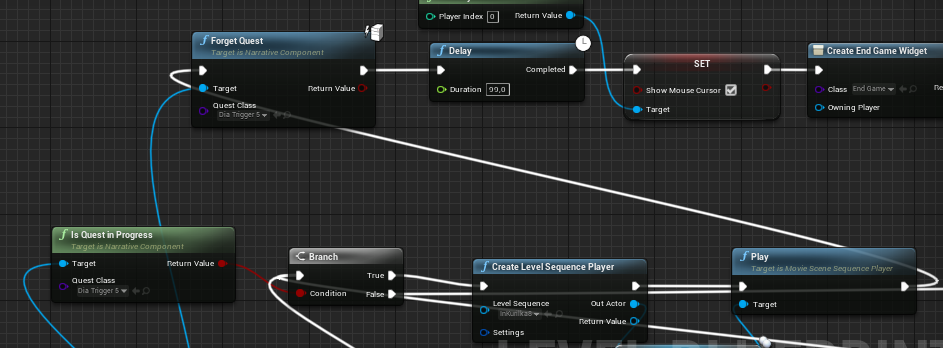 Player Index 0 Return Value
Forget Quest
Target is Narrative Component
Target Return Value
Quest Class
Dia Trigger 5
Delay
Completed
Duration 99,0
SET
Show Mouse Cursor
Target
Create End Game Widget
Class End Game
Owning Player
Is Quest in Progress
Target is Narrative Component
Target Return Value
Quest Class
Dia Trigger 5
Branch
True
Condition False
Create Level Sequence Player
Level Sequence Out Actor
Return Value
Settings
Play
Target is Movie Scene Sequence Player
Target